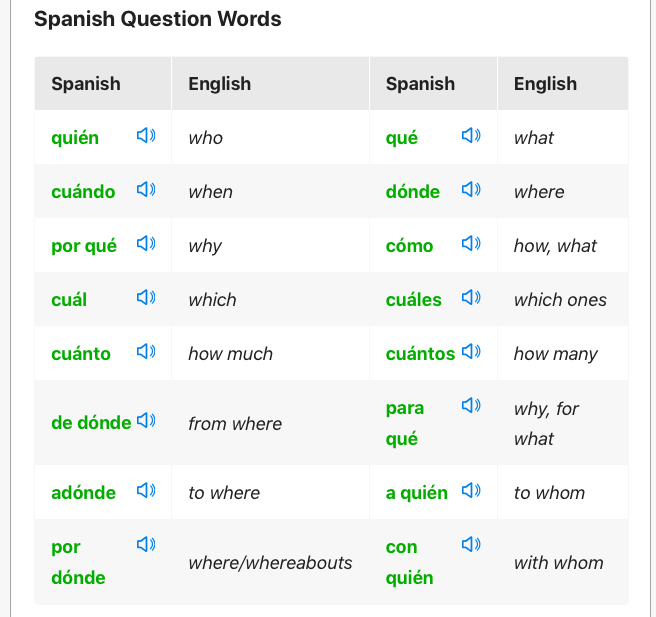 Spanish Question Words
Spanish English Spanish English
quién who qué what
cuándo when dónde where
por qué why cómo how, what
cuál which cuáles which ones
cuánto how much cuántos how many
de dónde from where para qué why, for what
adónde to where a quién to whom
por dónde where/whereabouts con quién with whom